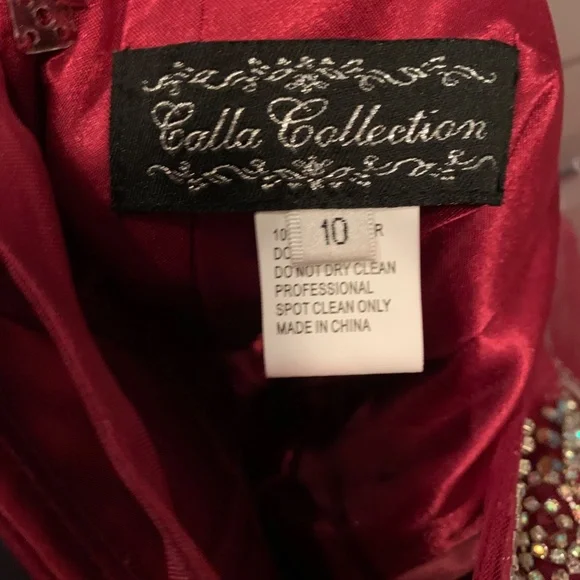 Calla Collection
10
DO NOT DRY CLEAN
PROFESSIONAL
SPOT CLEAN ONLY
MADE IN CHINA